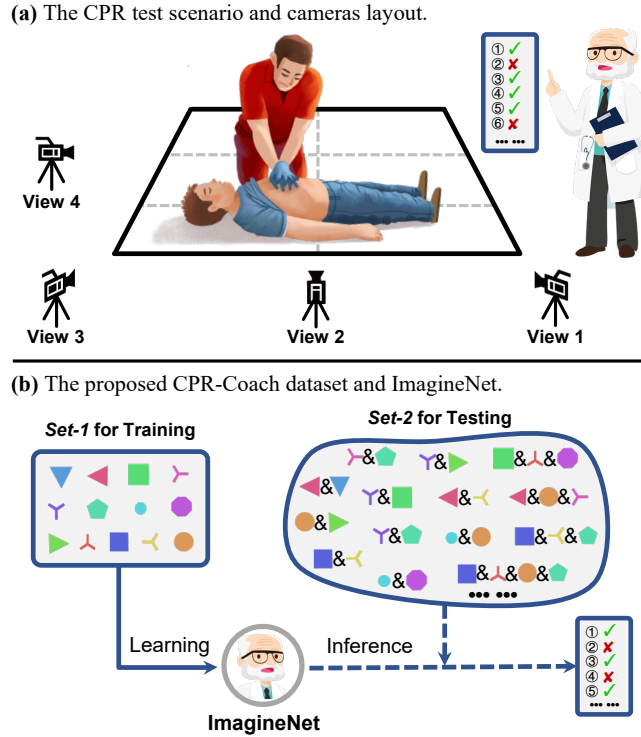 (a) The CPR test scenario and cameras layout.
① ✓
② ✘
③ ✓
④ ✓
⑤ ✓
⑥ ✘
••• •••
View 4
View 3
View 2
View 1
(b) The proposed CPR-Coach dataset and ImagineNet.
Set-1 for Training
Set-2 for Testing
& & & &
& & & & &
& & & & &
& &
& & & &
••• •••
Learning
Inference
ImagineNet
① ✓
② ✘
③ ✓
④ ✘
⑤ ✓
••• •••